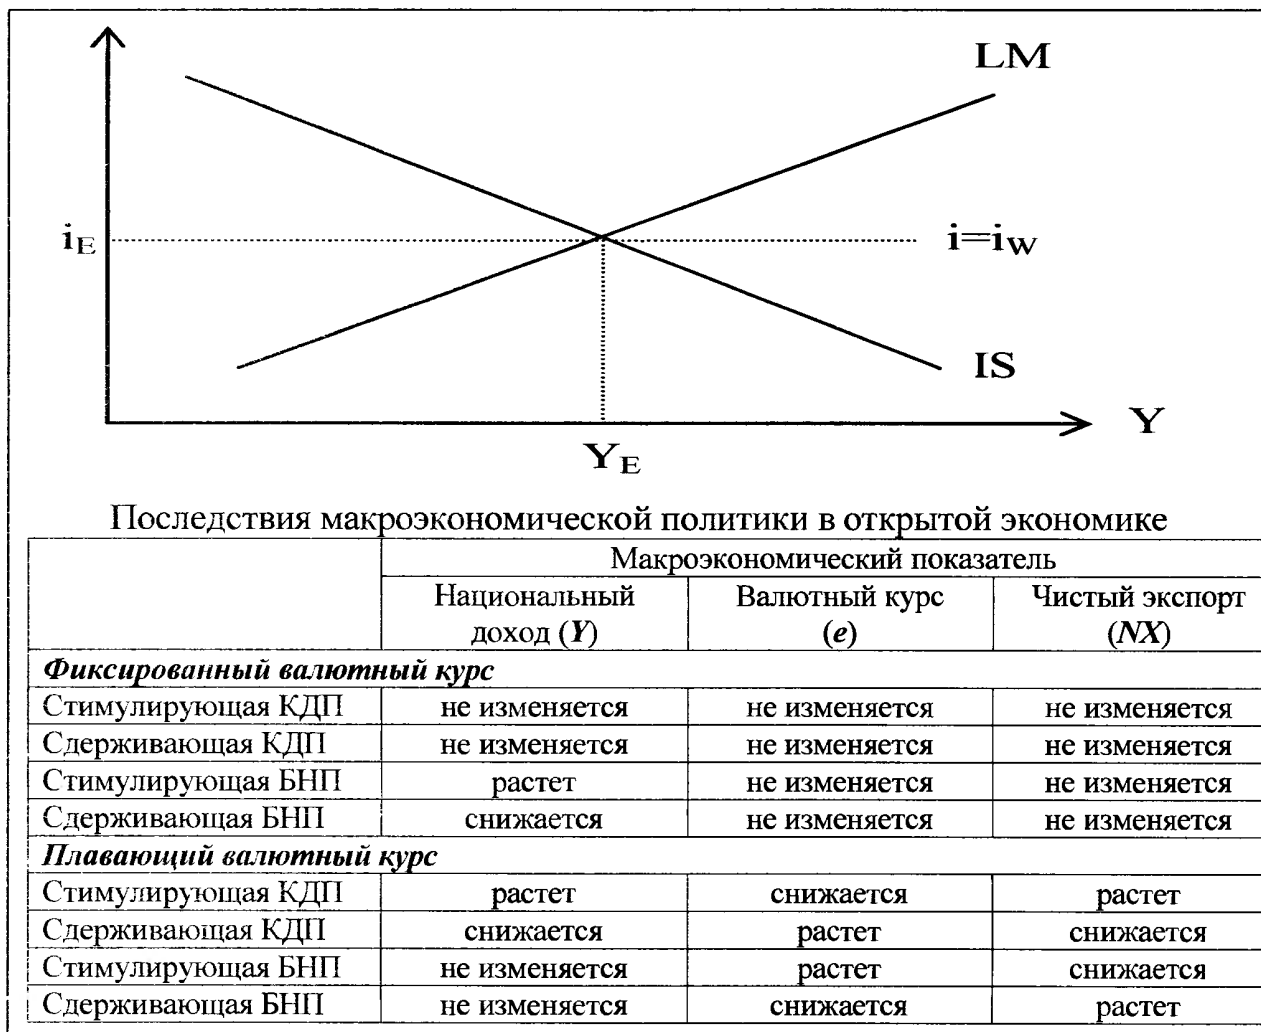 LM
i_E
i=i_W
IS
Y
Y_E
Последствия макроэкономической политики в открытой экономике
Макроэкономический показатель
Национальный доход (Y)
Валютный курс (e)
Чистый экспорт (NX)
Фиксированный валютный курс
Стимулирующая КДП не изменяется не изменяется не изменяется
Сдерживающая КДП не изменяется не изменяется не изменяется
Стимулирующая БНП растет не изменяется не изменяется
Сдерживающая БНП снижается не изменяется не изменяется
Плавающий валютный курс
Стимулирующая КДП растет снижается растет
Сдерживающая КДП снижается растет снижается
Стимулирующая БНП не изменяется растет снижается
Сдерживающая БНП не изменяется снижается растет